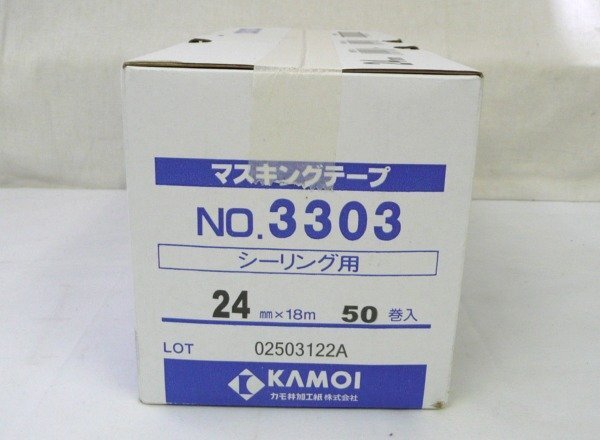 マスキングテープ
NO.3303
シーリング用
24 mm×18m 50 巻入
LOT 02503122A
KAMOI
カモ井加工紙株式会社